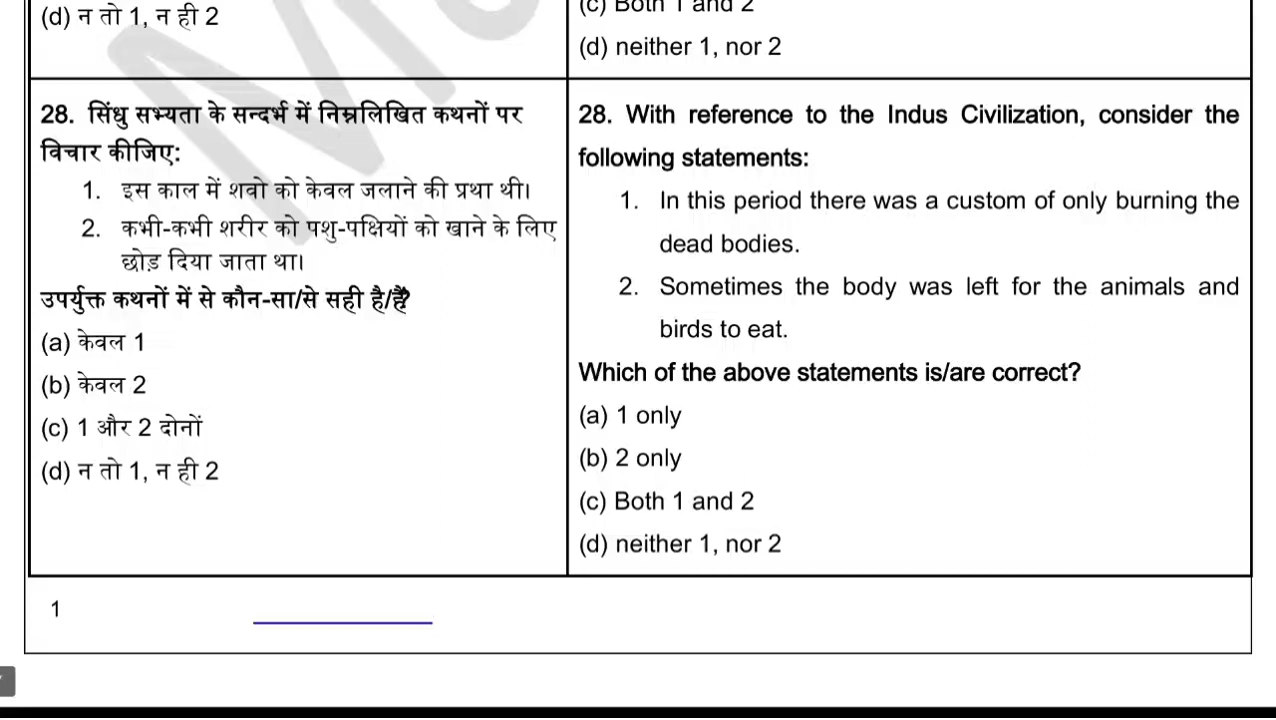 (d) न तो 1, न ही 2
(c) Both 1 and 2
(d) neither 1, nor 2
28. सिंधु सभ्यता के सन्दर्भ में निम्नलिखित कथनों पर
विचार कीजिए:
1. इस काल में शवो को केवल जलाने की प्रथा थी।
2. कभी-कभी शरीर को पशु-पक्षियों को खाने के लिए
छोड़ दिया जाता था।
उपर्युक्त कथनों में से कौन-सा/से सही है/हैं?
(a) केवल 1
(b) केवल 2
(c) 1 और 2 दोनों
(d) न तो 1, न ही 2
28. With reference to the Indus Civilization, consider the
following statements:
1. In this period there was a custom of only burning the
dead bodies.
2. Sometimes the body was left for the animals and
birds to eat.
Which of the above statements is/are correct?
(a) 1 only
(b) 2 only
(c) Both 1 and 2
(d) neither 1, nor 2
1